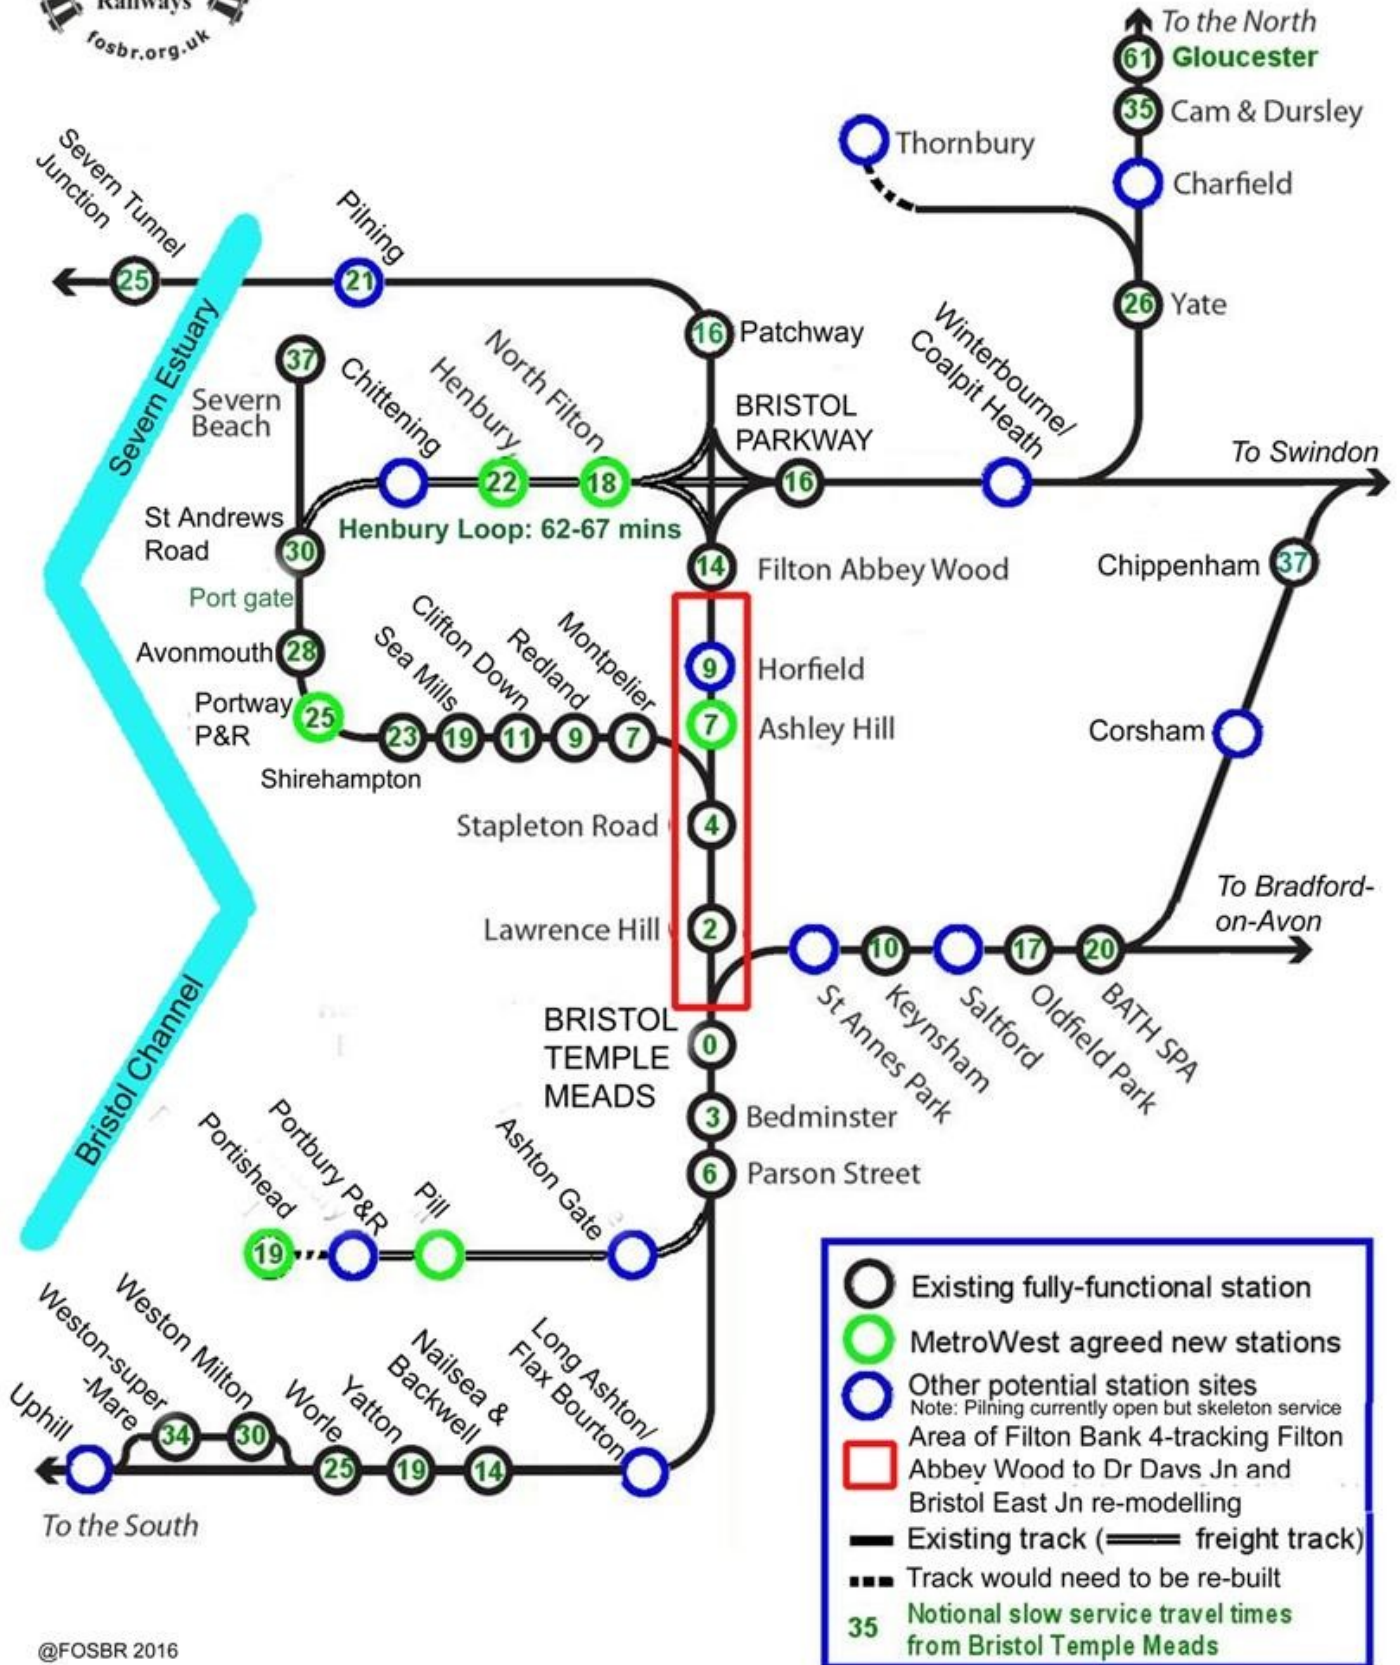 Railways
fosbr.org.uk
To the North
61 Gloucester
35 Cam & Dursley
Thornbury
Charfield
Severn Tunnel
Junction
25
Pilning
21
26 Yate
16 Patchway
Winterbourne/
Coalpit Heath
37
Severn
Beach
Severn Estuary
Chittening
Henbury
North Filton
BRISTOL
PARKWAY
To Swindon
22
18
16
St Andrews
Road
30
Henbury Loop: 62-67 mins
14 Filton Abbey Wood
Chippenham 37
Port gate
Avonmouth 28
Sea Mills
Clifton Down
Redland
Montpelier
9 Horfield
Portway
P&R
25
7 Ashley Hill
Corsham
23
19
11
9
7
Shirehampton
Stapleton Road 4
Lawrence Hill 2
To Bradford-
on-Avon
10
17
20
St Annes Park
Keynsham
Saltford
Oldfield Park
BATH SPA
BRISTOL
TEMPLE
MEADS
0
Bristol Channel
3 Bedminster
6 Parson Street
Portishead
Portbury P&R
Pill
Ashton Gate
19
Uphill
Weston-super
-Mare
Weston Milton
Worle
Yatton
Nailsea &
Backwell
Long Ashton/
Flax Bourton
34
30
25
19
14
To the South
Existing fully-functional station
MetroWest agreed new stations
Other potential station sites
Note: Pilning currently open but skeleton service
Area of Filton Bank 4-tracking Filton
Abbey Wood to Dr Days Jn and
Bristol East Jn re-modelling
Existing track ( freight track)
Track would need to be re-built
35 Notional slow service travel times
from Bristol Temple Meads
@FOSBR 2016